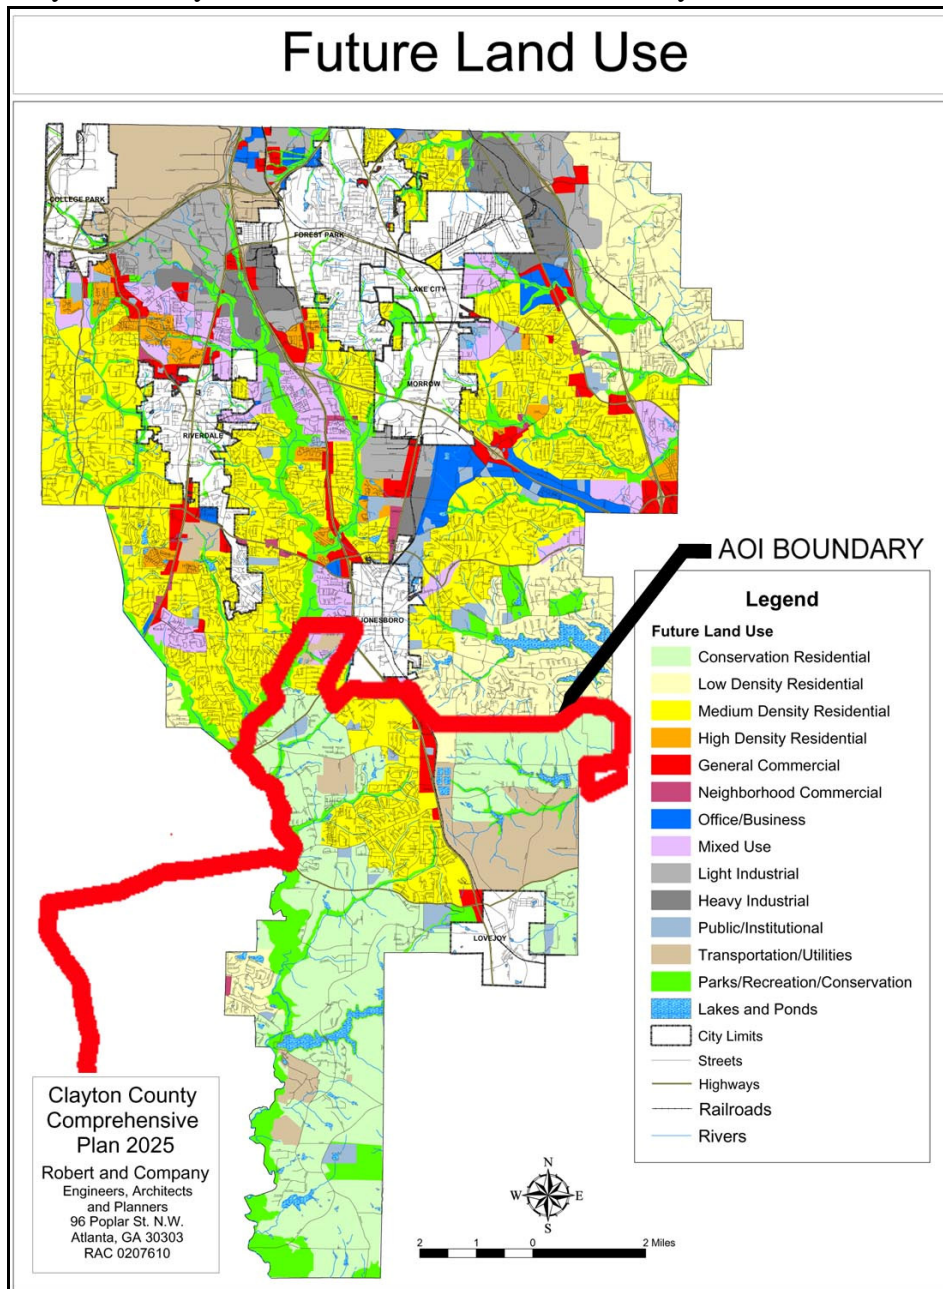 Future Land Use
COLLEGE PARK
FOREST PARK
LAKE CITY
MORROW
RIVERDALE
AOI BOUNDARY
JONESBORO
LOVEJOY
Legend
Future Land Use
Conservation Residential
Low Density Residential
Medium Density Residential
High Density Residential
General Commercial
Neighborhood Commercial
Office/Business
Mixed Use
Light Industrial
Heavy Industrial
Public/Institutional
Transportation/Utilities
Parks/Recreation/Conservation
Lakes and Ponds
City Limits
Streets
Highways
Railroads
Rivers
Clayton County
Comprehensive
Plan 2025
Robert and Company
Engineers, Architects
and Planners
96 Poplar St. N.W.
Atlanta, GA 30303
RAC 0207610
N
W E
S
2 1 0 2 Miles